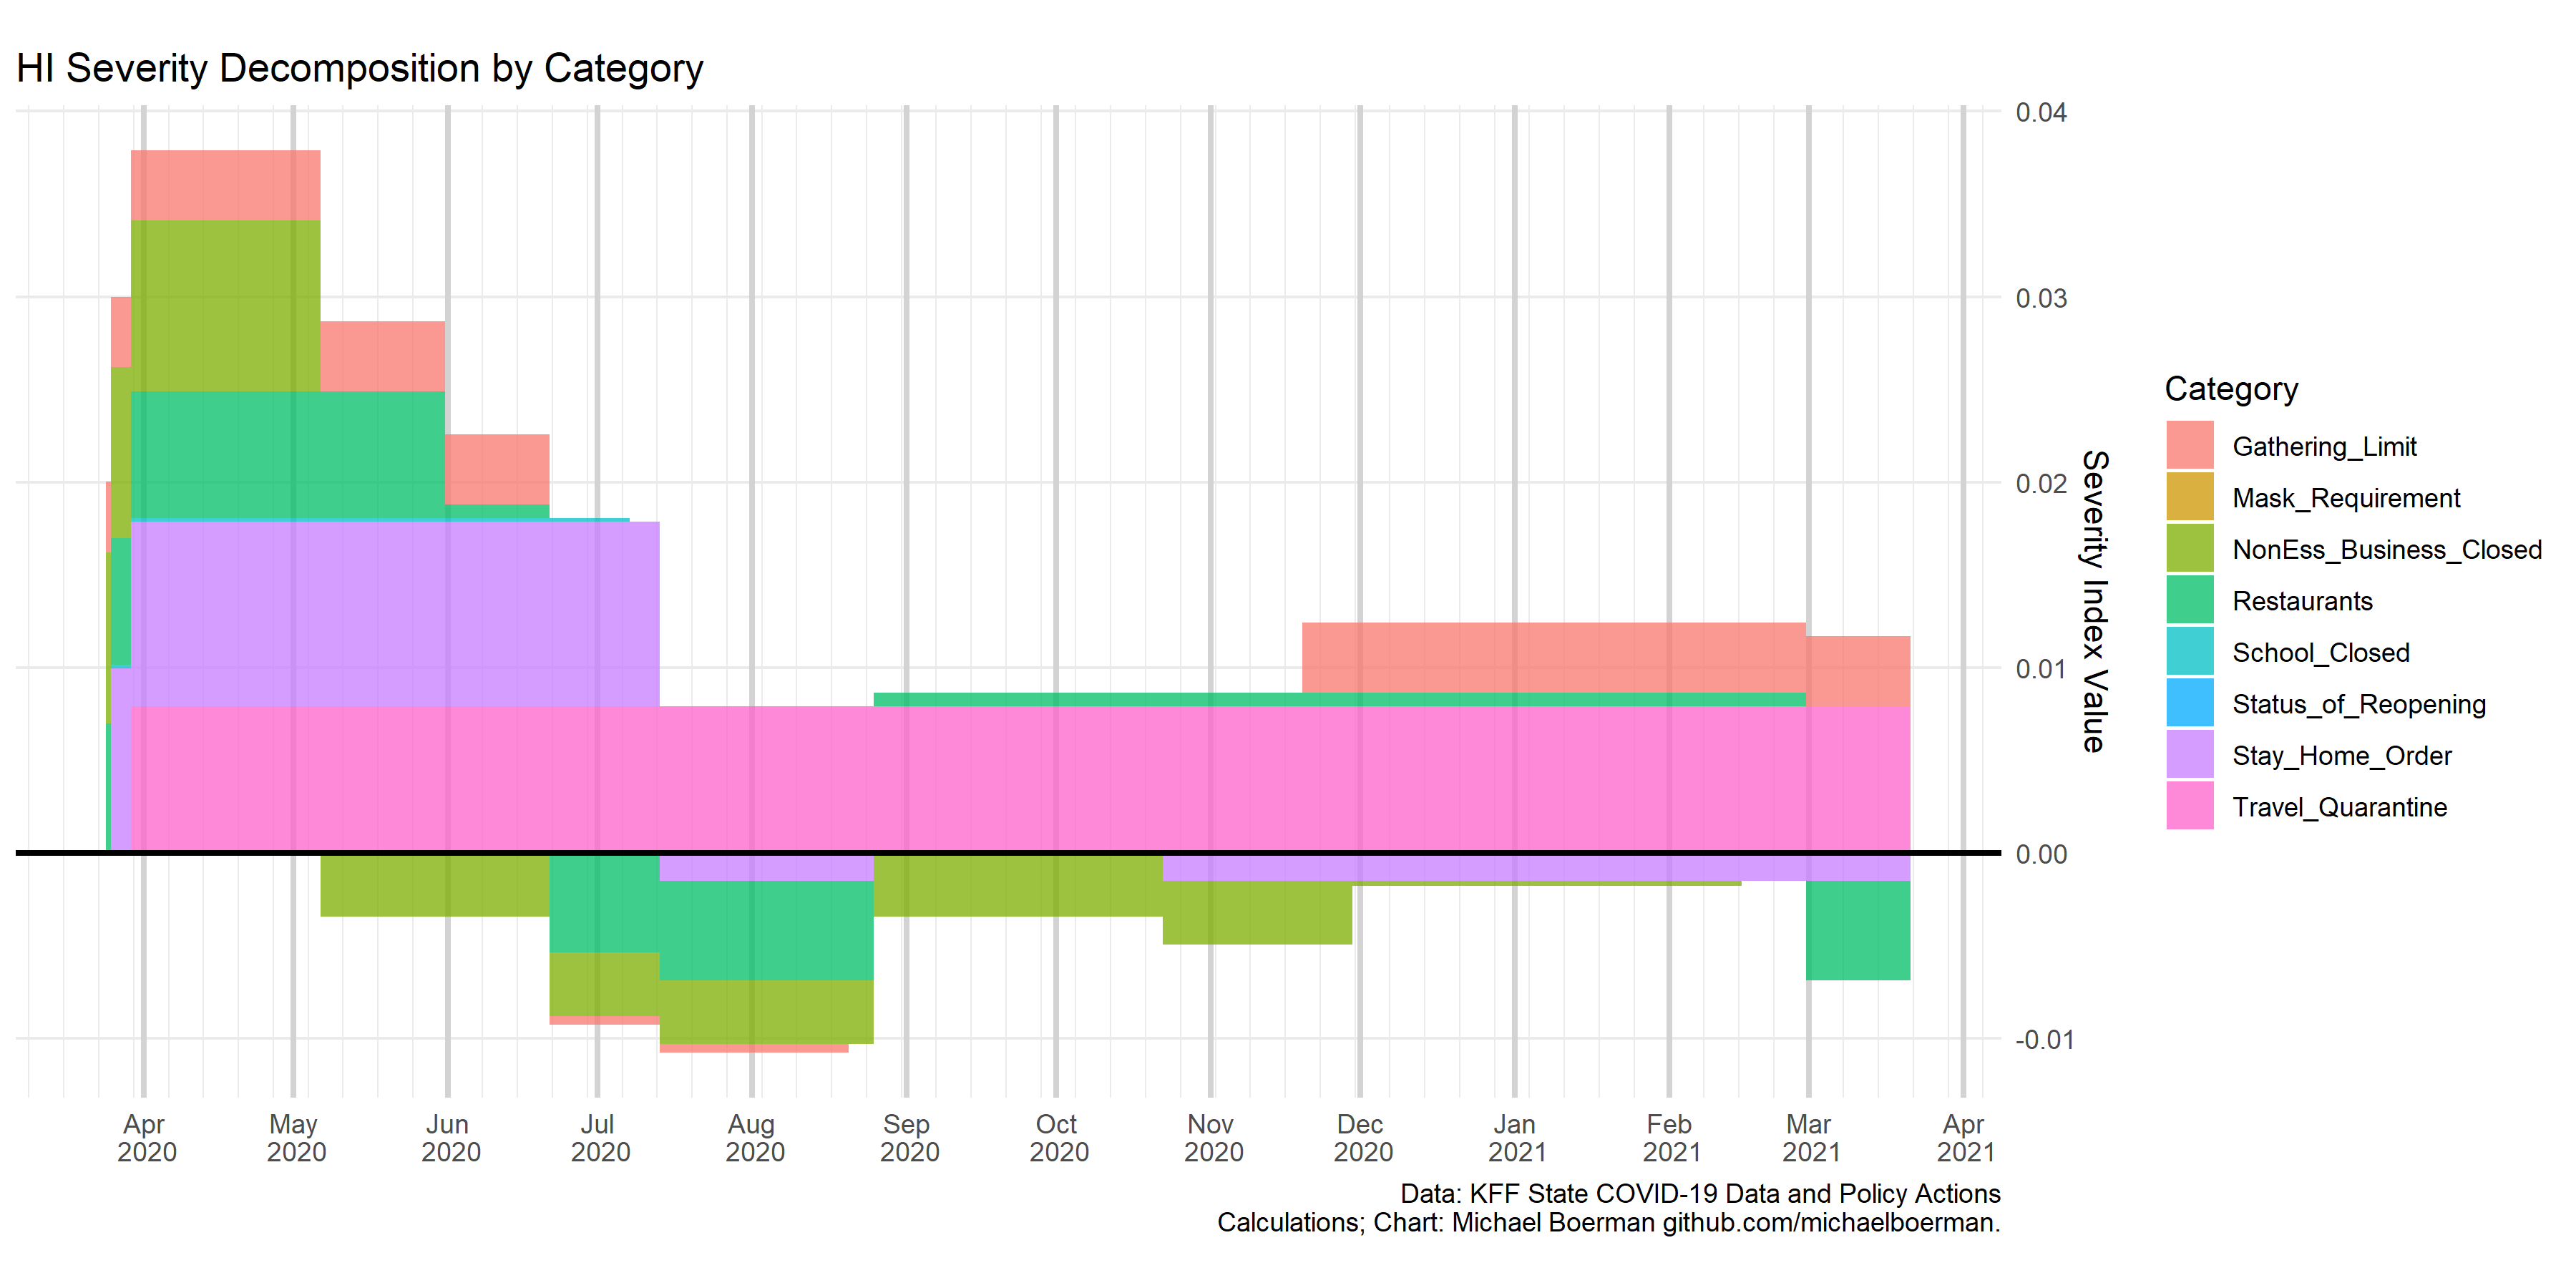 HI Severity Decomposition by Category
0.04
0.03
0.02
0.01
0.00
-0.01
Severity Index Value
Apr 2020
May 2020
Jun 2020
Jul 2020
Aug 2020
Sep 2020
Oct 2020
Nov 2020
Dec 2020
Jan 2021
Feb 2021
Mar 2021
Apr 2021
Category
Gathering_Limit
Mask_Requirement
NonEss_Business_Closed
Restaurants
School_Closed
Status_of_Reopening
Stay_Home_Order
Travel_Quarantine
Data: KFF State COVID-19 Data and Policy Actions
Calculations; Chart: Michael Boerman github.com/michaelboerman.